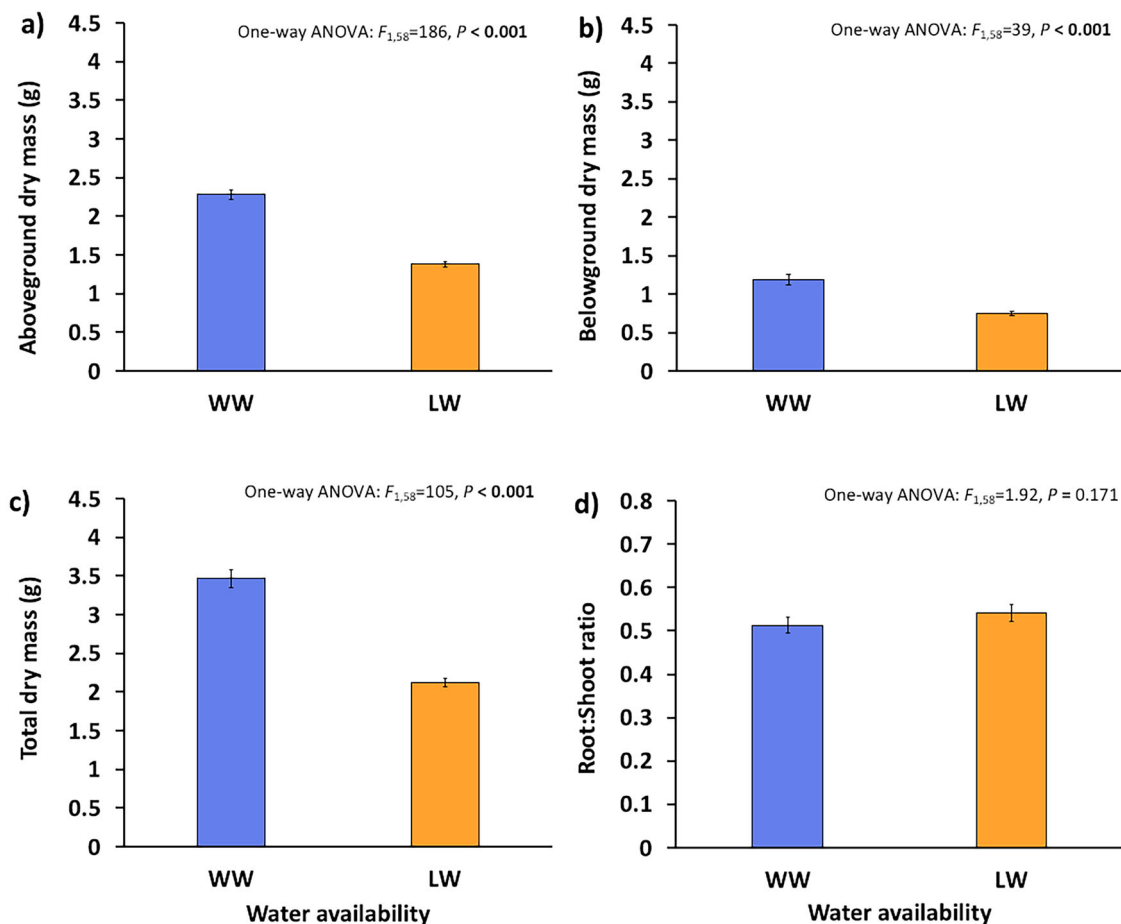 a)
One-way ANOVA: F1,58=186, P < 0.001
Aboveground dry mass (g)
4.5
4
3.5
3
2.5
2
1.5
1
0.5
0
WW
LW
b)
One-way ANOVA: F1,58=39, P < 0.001
Belowground dry mass (g)
4.5
4
3.5
3
2.5
2
1.5
1
0.5
0
WW
LW
c)
One-way ANOVA: F1,58=105, P < 0.001
Total dry mass (g)
4.5
4
3.5
3
2.5
2
1.5
1
0.5
0
WW
LW
Water availability
d)
One-way ANOVA: F1,58=1.92, P = 0.171
Root:Shoot ratio
0.8
0.7
0.6
0.5
0.4
0.3
0.2
0.1
0
WW
LW
Water availability